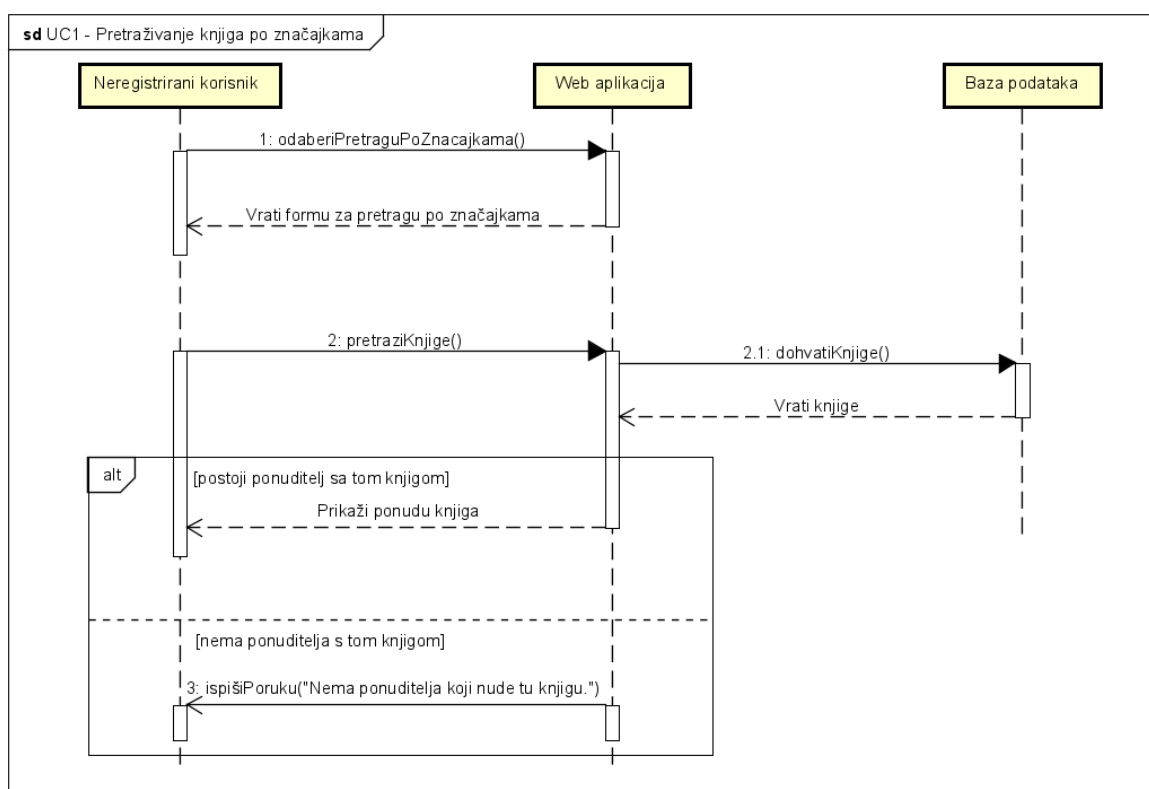 sd UC1 - Pretraživanje knjiga po značajkama
Neregistrirani korisnik
Web aplikacija
Baza podataka
1: odaberiPretraguPoZnacajkama()
Vrati formu za pretragu po značajkama
2: pretraziKnjige()
2.1: dohvatiKnjige()
Vrati knjige
alt
[postoji ponuditelj sa tom knjigom]
Prikaži ponudu knjiga
[nema ponuditelja s tom knjigom]
3: ispišiPoruku("Nema ponuditelja koji nude tu knjigu.")